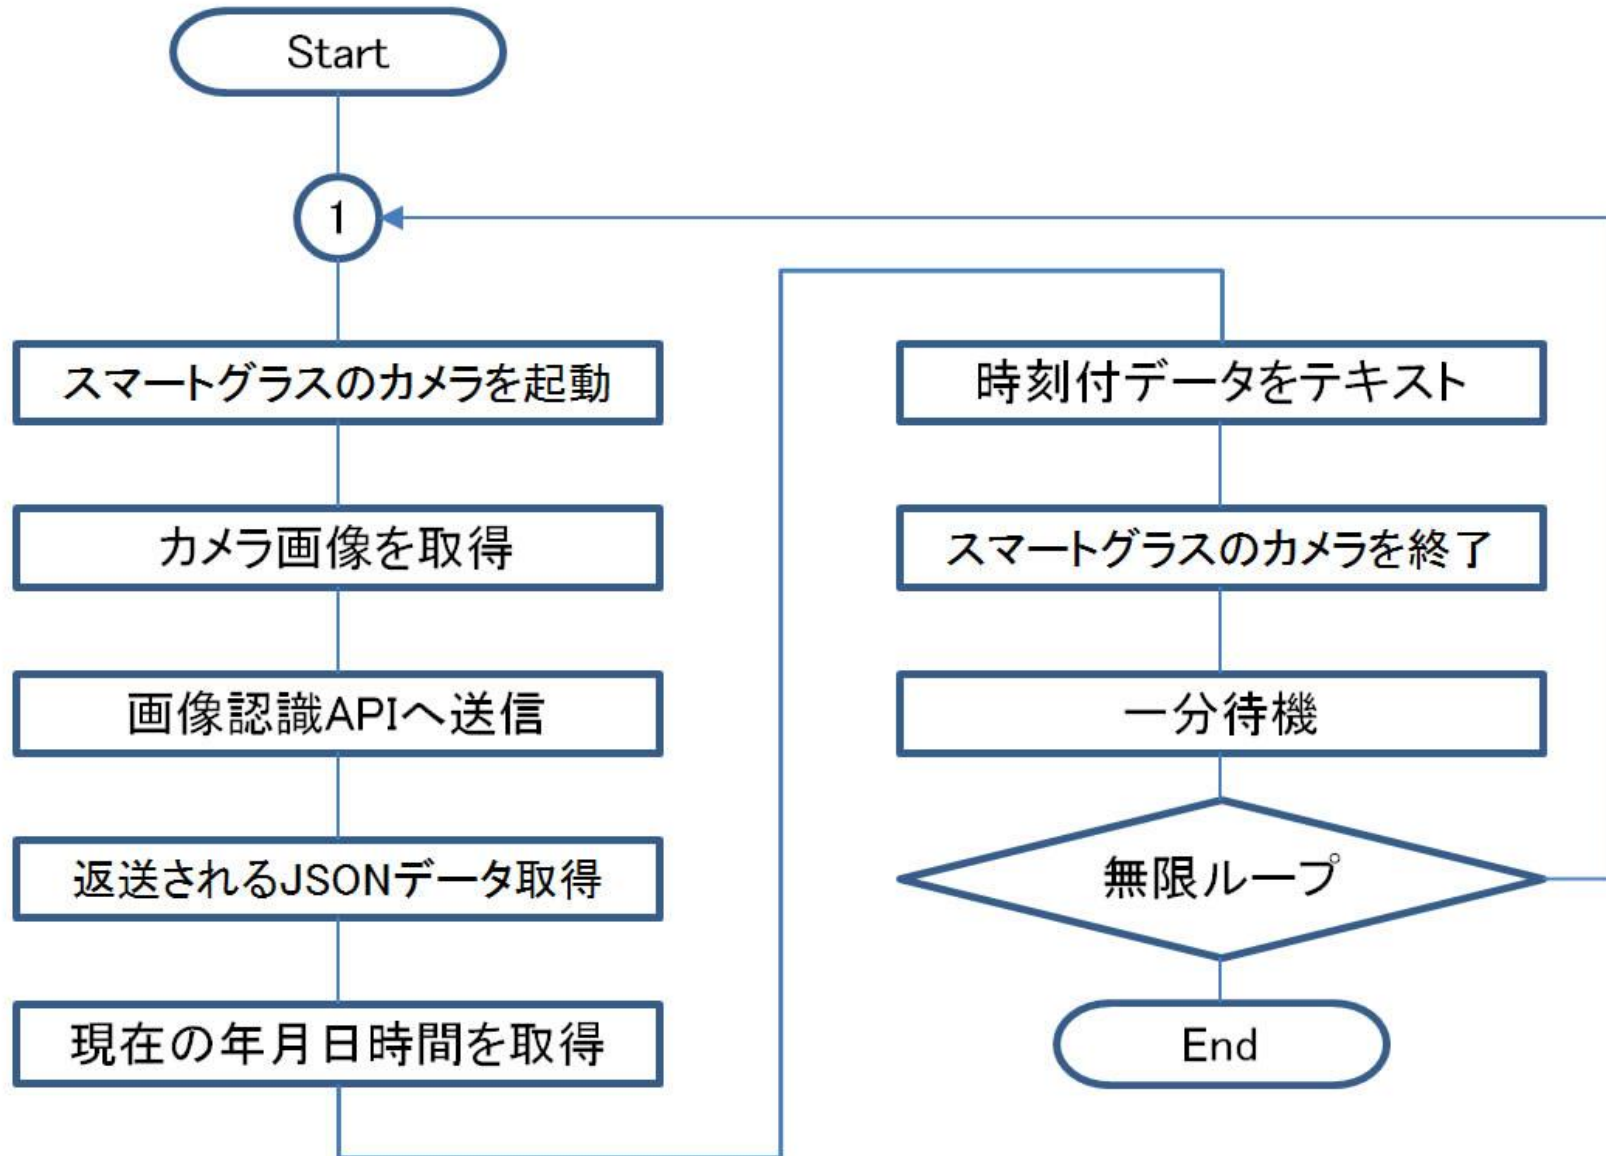 Start
1
スマートグラスのカメラを起動
カメラ画像を取得
画像認識APIへ送信
返送されるJSONデータ取得
現在の年月日時間を取得
時刻付データをテキスト
スマートグラスのカメラを終了
一分待機
無限ループ
End